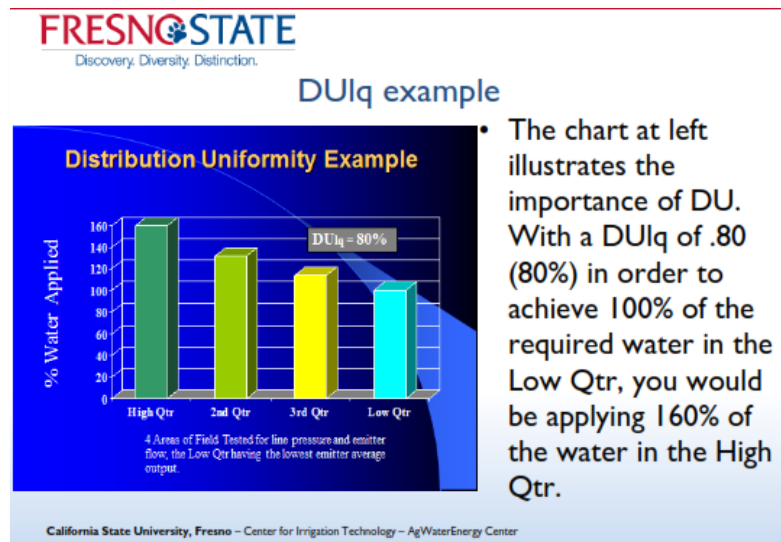 FRESNO STATE
Discovery. Diversity. Distinction.
DUlq example
Distribution Uniformity Example
% Water Applied
160
140
120
100
80
60
40
20
0
DUlq = 80%
High Qtr 2nd Qtr 3rd Qtr Low Qtr
4 Areas of Field Tested for line pressure and emitter
flow, the Low Qtr having the lowest emitter average
output.
• The chart at left
illustrates the
importance of DU.
With a DUlq of .80
(80%) in order to
achieve 100% of the
required water in the
Low Qtr, you would
be applying 160% of
the water in the High
Qtr.
California State University, Fresno – Center for Irrigation Technology – AgWaterEnergy Center